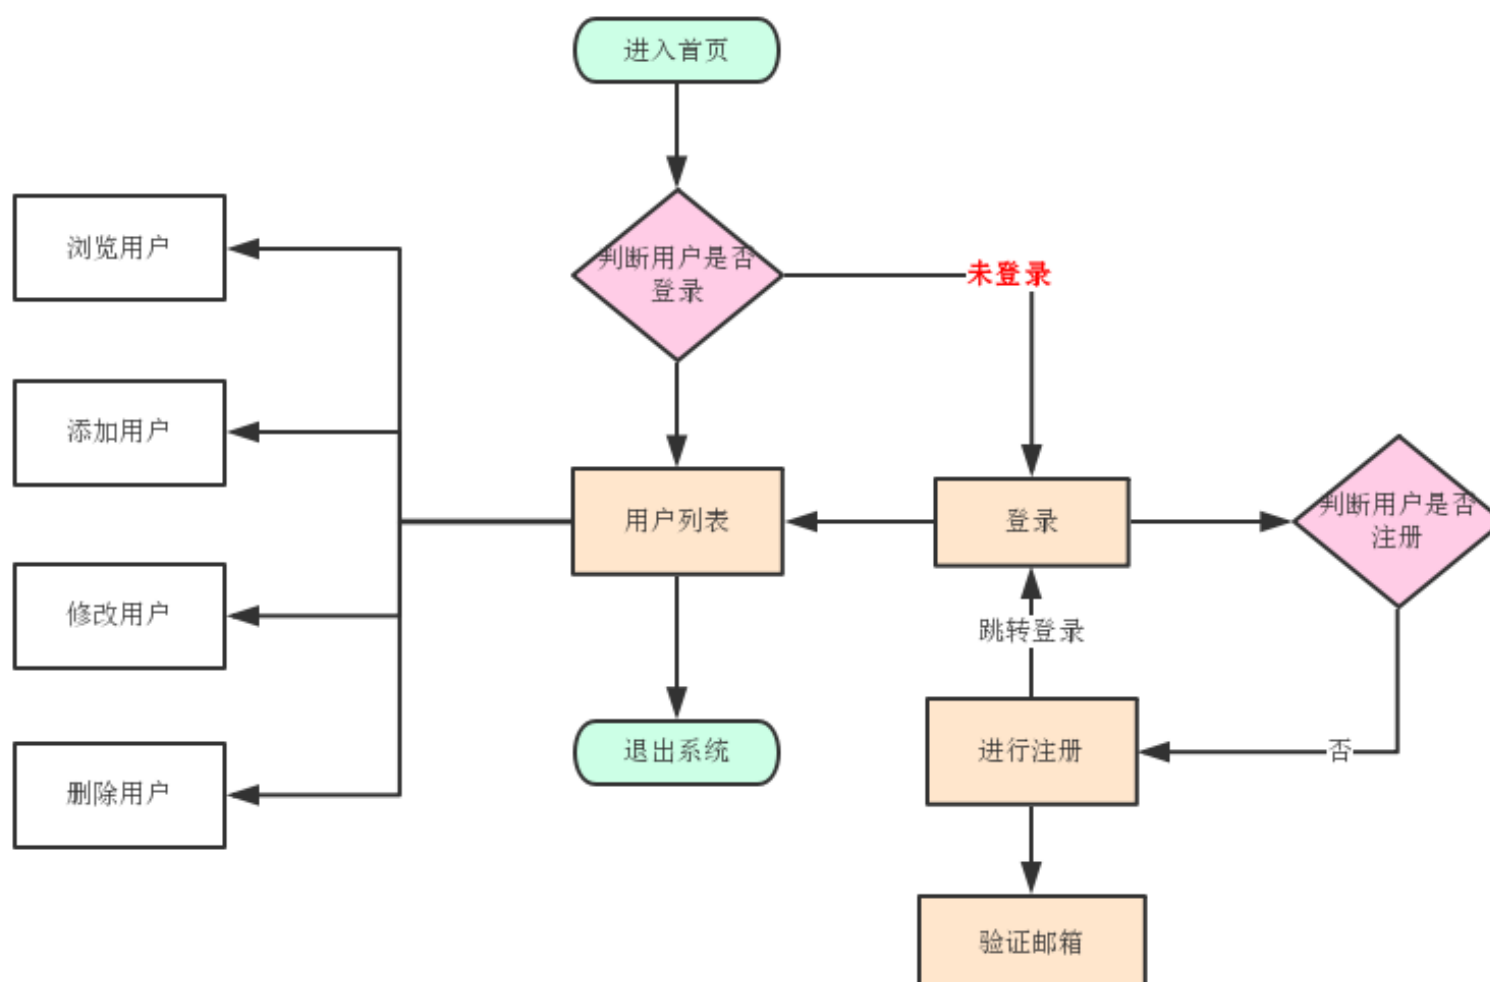 进入首页
判断用户是否
登录
未登录
浏览用户
添加用户
修改用户
删除用户
用户列表
登录
判断用户是否
注册
跳转登录
退出系统
进行注册
否
验证邮箱